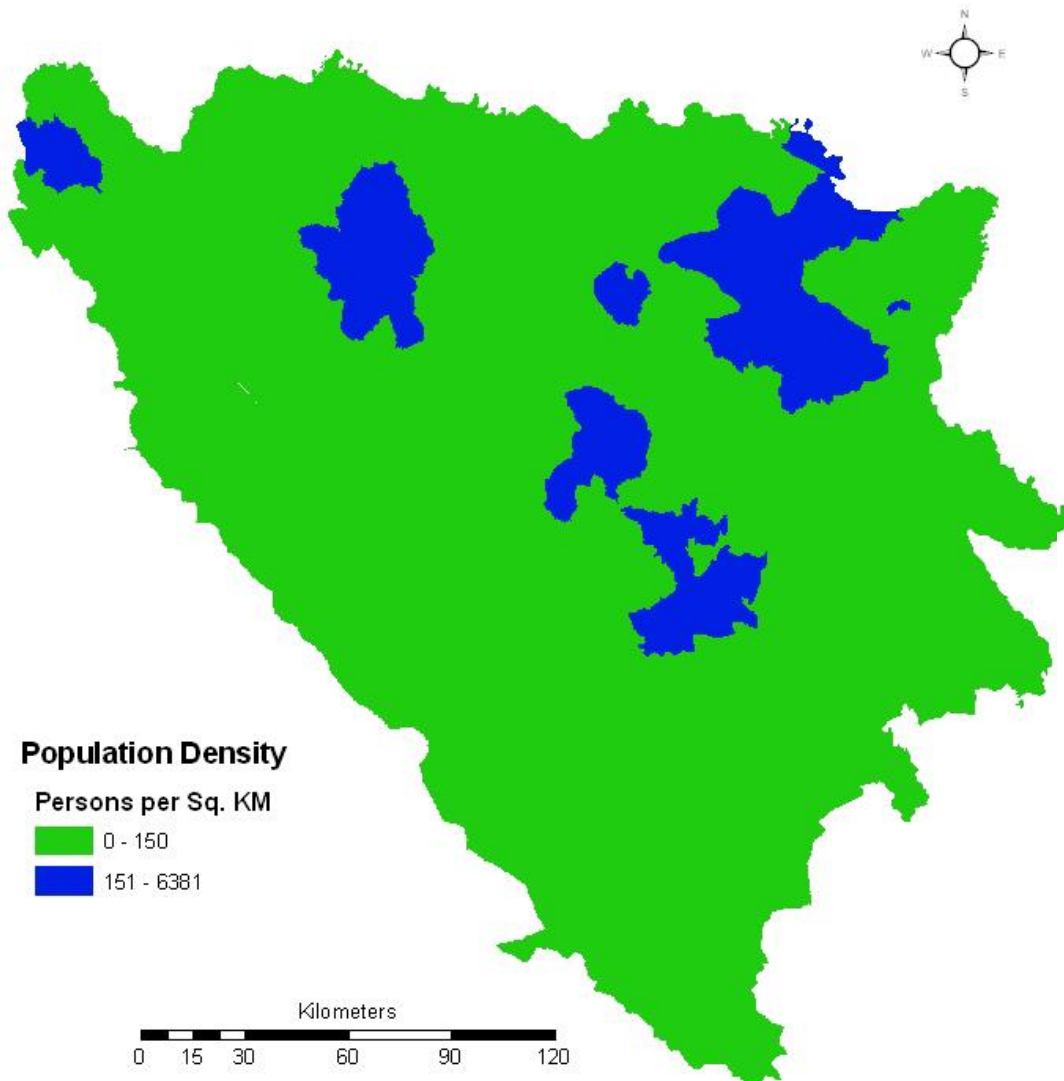 N
W E
S
Population Density
Persons per Sq. KM
0 - 150
151 - 6381
Kilometers
0 15 30 60 90 120